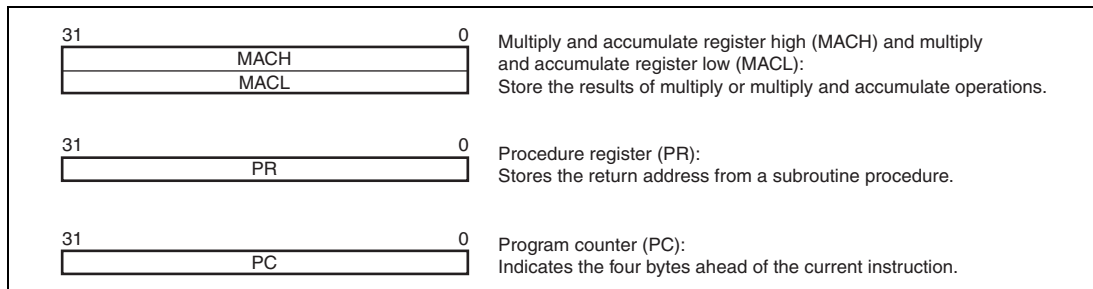 31 0
MACH
MACL
Multiply and accumulate register high (MACH) and multiply
and accumulate register low (MACL):
Store the results of multiply or multiply and accumulate operations.
31 0
PR
Procedure register (PR):
Stores the return address from a subroutine procedure.
31 0
PC
Program counter (PC):
Indicates the four bytes ahead of the current instruction.